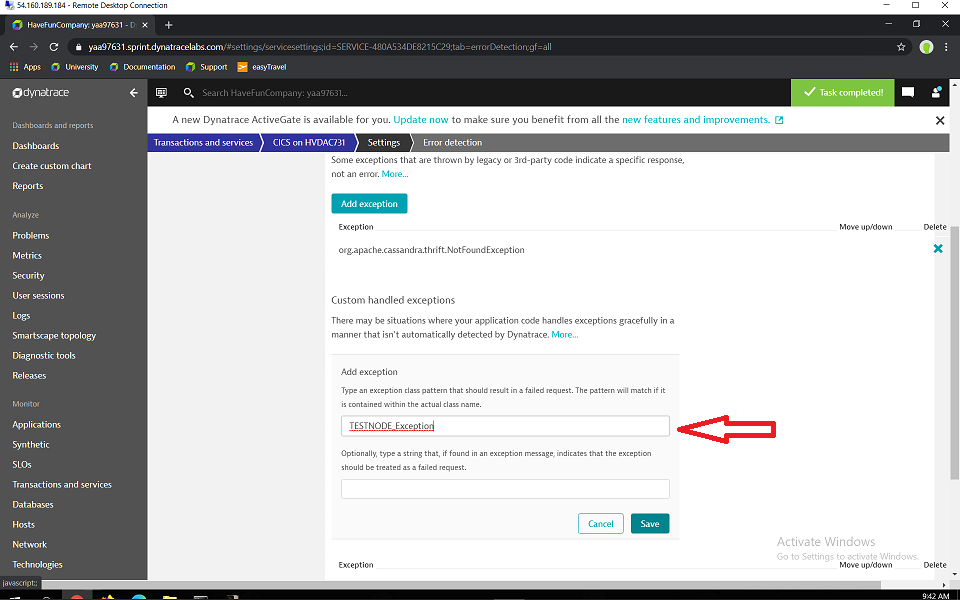 54.160.189.184 - Remote Desktop Connection
HaveFunCompany: yaa97631 - D
yaa97631.sprint.dynatracelabs.com/#settings/servicesettings;id=SERVICE-480A534DE8215C29;tab=errorDetection;gf=all
Apps University Documentation Support easyTravel
dynatrace
Search HaveFunCompany: yaa97631...
Task completed!
A new Dynatrace ActiveGate is available for you. Update now to make sure you benefit from all the new features and improvements.
Transactions and services CICS on HVDAC731 Settings Error detection
Dashboards and reports
Dashboards
Create custom chart
Reports
Analyze
Problems
Metrics
Security
User sessions
Logs
Smartscape topology
Diagnostic tools
Releases
Monitor
Applications
Synthetic
SLOs
Transactions and services
Databases
Hosts
Network
Technologies
javascript:;
Some exceptions that are thrown by legacy or 3rd-party code indicate a specific response,
not an error. More...
Add exception
Exception Move up/down Delete
org.apache.cassandra.thrift.NotFoundException
Custom handled exceptions
There may be situations where your application code handles exceptions gracefully in a
manner that isn't automatically detected by Dynatrace. More...
Add exception
Type an exception class pattern that should result in a failed request. The pattern will match if it
is contained within the actual class name.
TESTNODE_Exception
Optionally, type a string that, if found in an exception message, indicates that the exception
should be treated as a failed request.
Cancel Save
Activate Windows
Go to Settings to activate Windows.
Exception Move up/down Delete
9:42 AM